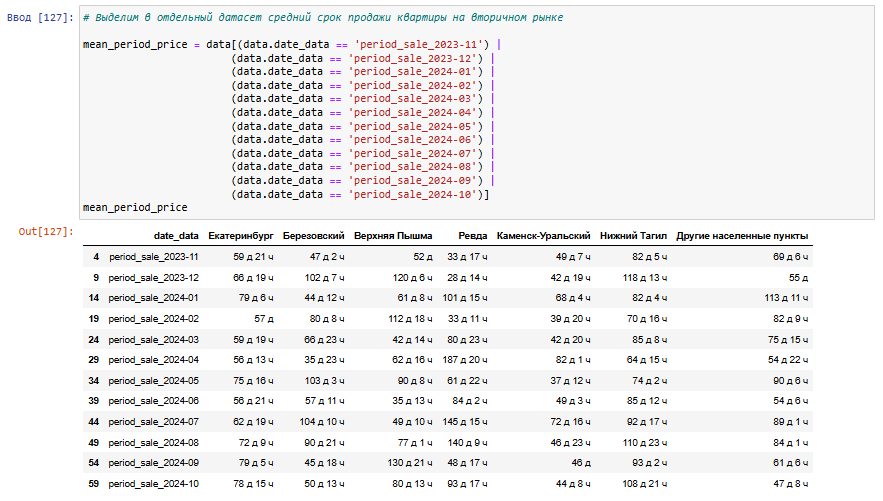 Ввод [127]: # Выделим в отдельный датасет средний срок продажи квартиры на вторичном рынке
mean_period_price = data[(data.date_data == 'period_sale_2023-11') |
(data.date_data == 'period_sale_2023-12') |
(data.date_data == 'period_sale_2024-01') |
(data.date_data == 'period_sale_2024-02') |
(data.date_data == 'period_sale_2024-03') |
(data.date_data == 'period_sale_2024-04') |
(data.date_data == 'period_sale_2024-05') |
(data.date_data == 'period_sale_2024-06') |
(data.date_data == 'period_sale_2024-07') |
(data.date_data == 'period_sale_2024-08') |
(data.date_data == 'period_sale_2024-09') |
(data.date_data == 'period_sale_2024-10')]
mean_period_price
Out[127]:
date_data Екатеринбург Березовский Верхняя Пышма Ревда Каменск-Уральский Нижний Тагил Другие населенные пункты
4 period_sale_2023-11 59 д 21 ч 47 д 2 ч 52 д 33 д 17 ч 49 д 7 ч 82 д 5 ч 69 д 6 ч
9 period_sale_2023-12 66 д 19 ч 102 д 7 ч 120 д 6 ч 28 д 14 ч 42 д 19 ч 118 д 13 ч 55 д
14 period_sale_2024-01 79 д 6 ч 44 д 12 ч 61 д 8 ч 101 д 15 ч 68 д 4 ч 82 д 4 ч 113 д 11 ч
19 period_sale_2024-02 57 д 80 д 8 ч 112 д 18 ч 33 д 11 ч 39 д 20 ч 70 д 16 ч 82 д 9 ч
24 period_sale_2024-03 59 д 19 ч 66 д 23 ч 42 д 14 ч 80 д 23 ч 42 д 20 ч 85 д 8 ч 75 д 15 ч
29 period_sale_2024-04 56 д 13 ч 35 д 23 ч 62 д 16 ч 187 д 20 ч 82 д 1 ч 64 д 15 ч 54 д 22 ч
34 period_sale_2024-05 75 д 16 ч 103 д 3 ч 90 д 8 ч 61 д 22 ч 37 д 12 ч 74 д 2 ч 90 д 6 ч
39 period_sale_2024-06 56 д 21 ч 57 д 11 ч 35 д 13 ч 84 д 2 ч 49 д 3 ч 85 д 12 ч 54 д 6 ч
44 period_sale_2024-07 62 д 19 ч 104 д 10 ч 49 д 10 ч 145 д 15 ч 72 д 16 ч 92 д 17 ч 89 д 1 ч
49 period_sale_2024-08 72 д 9 ч 90 д 21 ч 77 д 1 ч 140 д 9 ч 46 д 23 ч 110 д 23 ч 84 д 1 ч
54 period_sale_2024-09 79 д 5 ч 45 д 18 ч 130 д 21 ч 48 д 17 ч 46 д 93 д 2 ч 61 д 6 ч
59 period_sale_2024-10 78 д 15 ч 50 д 13 ч 80 д 13 ч 93 д 17 ч 44 д 8 ч 108 д 21 ч 47 д 8 ч